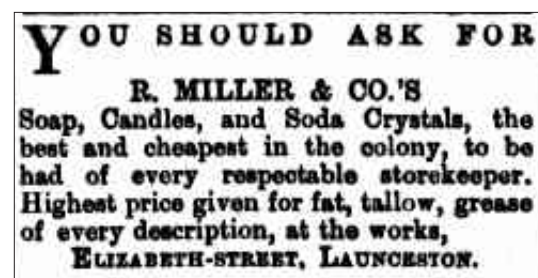 YOU SHOULD ASK FOR
R. MILLER & CO.'S
Soap, Candles, and Soda Crystals, the
best and cheapest in the colony, to be
had of every respectable storekeeper.
Highest price given for fat, tallow, grease
of every description, at the works,
ELIZABETH-STREET, LAUNCESTON.